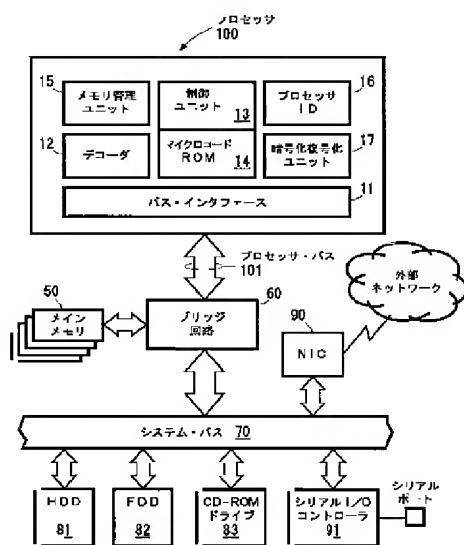 プロセッサ
100
15
メモリ管理
ユニット
制御
ユニット
13
プロセッサ
ID
16
12
デコーダ
マイクロコード
ROM
14
暗号化復号化
ユニット
17
バス・インタフェース
11
プロセッサ・バス
101
50
メイン
メモリ
ブリッジ
回路
60
90
NIC
外部
ネットワーク
システム・バス 70
HDD
81
FDD
82
CD-ROM
ドライブ
83
シリアル I/O
コントローラ
91
シリアル
ポート